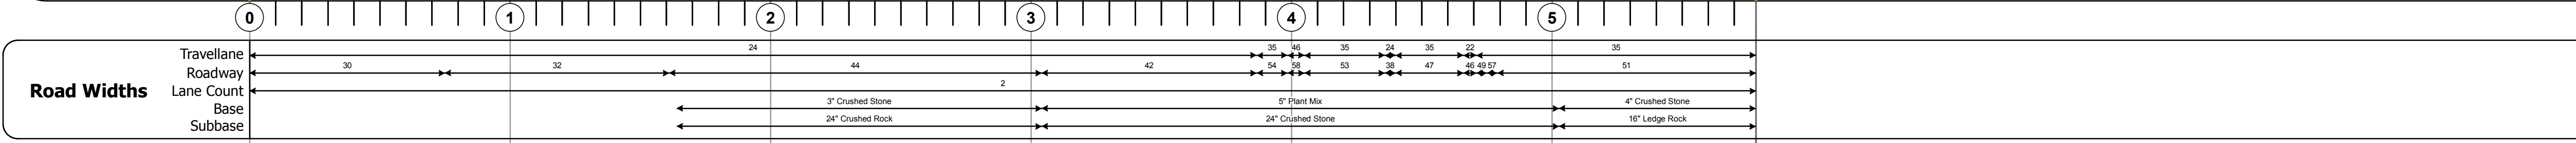 0 1 2 3 4 5
Road Widths
Travellane 24 35 46 35 24 35 22 35
Roadway 30 32 44 42 54 58 53 38 47 46 49 57 51
Lane Count 2
Base 3" Crushed Stone 5" Plant Mix 4" Crushed Stone
Subbase 24" Crushed Rock 24" Crushed Stone 16" Ledge Rock